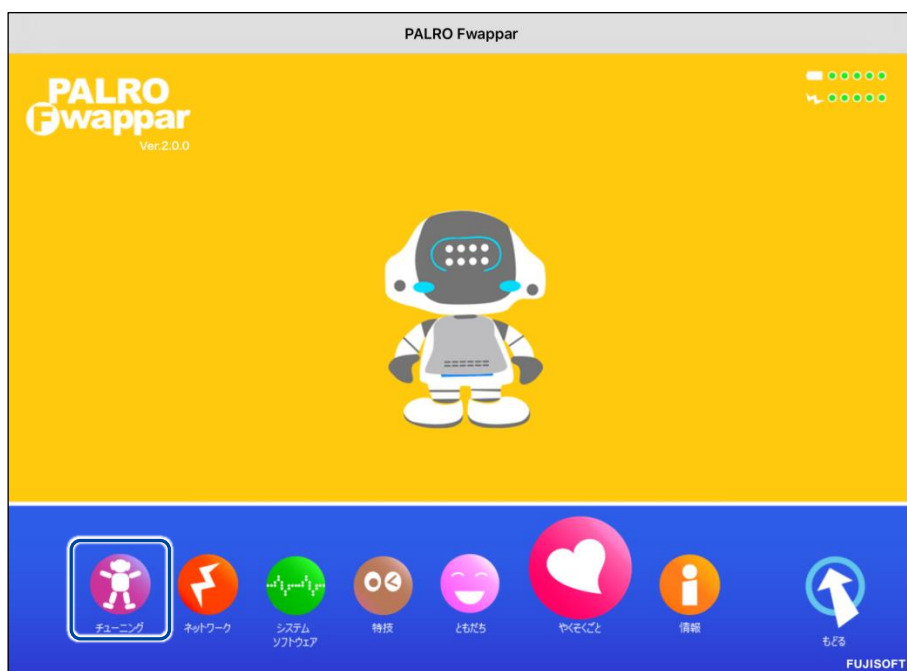 PALRO Fwappar
PALRO
Fwappar
Ver.2.0.0
チューニング
ネットワーク
システム
ソフトウェア
特技
ともだち
やくそくごと
情報
もどる
FUJISOFT